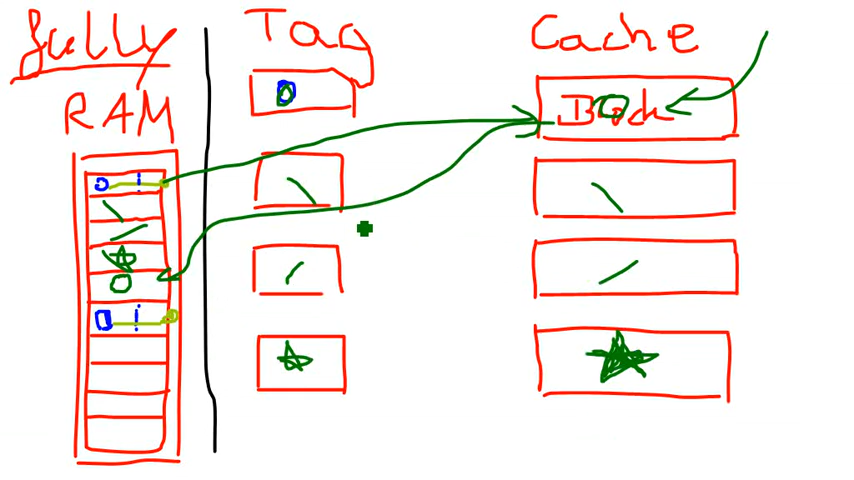 fully
Tag
Cache
RAM
Block